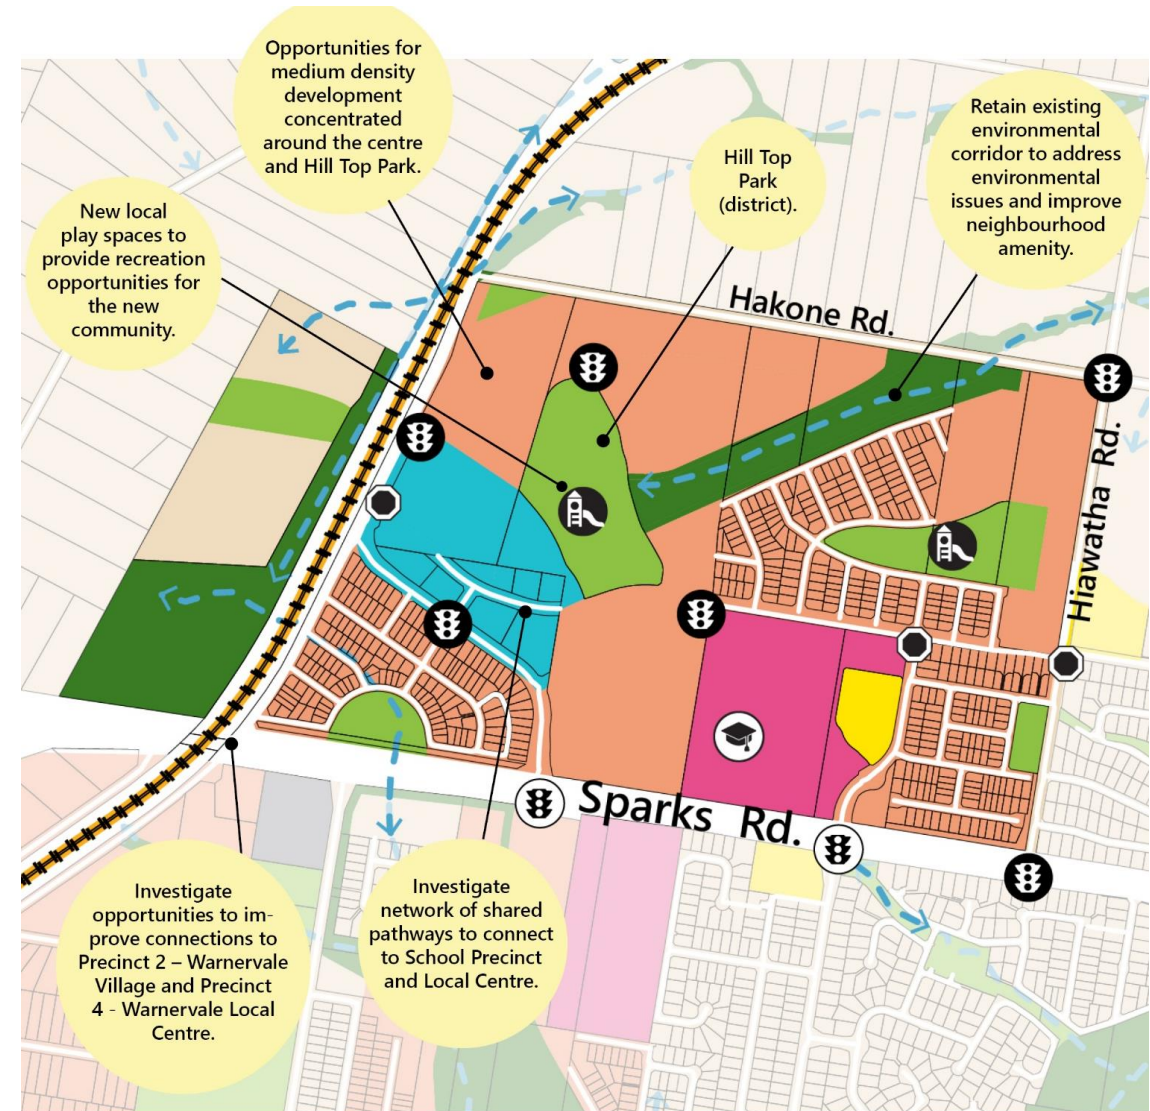 Opportunities for
medium density
development
concentrated
around the centre
and Hill Top Park.
Hill Top
Park
(district).
Retain existing
environmental
corridor to address
environmental
issues and improve
neighbourhood
amenity.
New local
play spaces to
provide recreation
opportunities for
the new
community.
Hakone Rd.
Hiawatha Rd.
Sparks Rd.
Investigate
opportunities to im-
prove connections to
Precinct 2 – Warnervale
Village and Precinct
4 - Warnervale Local
Centre.
Investigate
network of shared
pathways to connect
to School Precinct
and Local Centre.